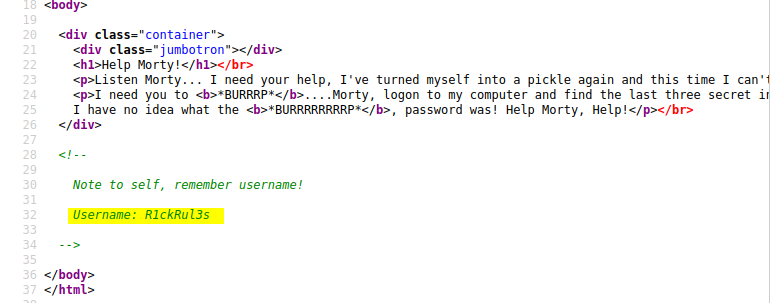 18 <body>
19
20 <div class="container">
21 <div class="jumbotron"></div>
22 <h1>Help Morty!</h1></br>
23 <p>Listen Morty... I need your help, I've turned myself into a pickle again and this time I can't
24 <p>I need you to <b>*BURRRP*</b>....Morty, logon to my computer and find the last three secret
25 I have no idea what the <b>*BURRRRRRRRP*</b>, password was! Help Morty, Help!</p></br>
26 </div>
27
28 <!--
29
30 Note to self, remember username!
31
32 Username: R1ckRul3s
33
34 -->
35
36 </body>
37 </html>